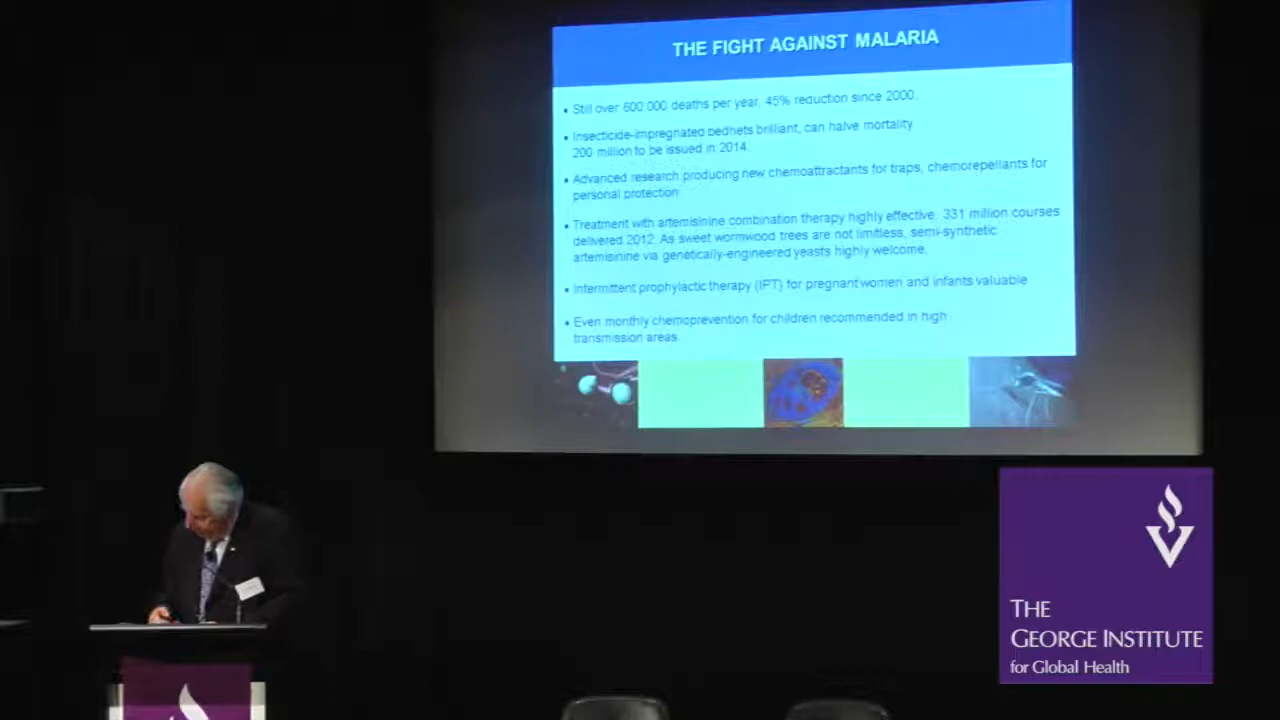 THE FIGHT AGAINST MALARIA
• Still over 600 000 deaths per year, 45% reduction since 2000.
• Insecticide-impregnated bednets brilliant, can halve mortality
200 million to be issued in 2014.
• Advanced research producing new chemoattractants for traps, chemorepellants for
personal protection
• Treatment with artemisinine combination therapy highly effective. 331 million courses
delivered 2012. As sweet wormwood trees are not limitless, semi-synthetic
artemisinine via genetically-engineered yeasts highly welcome.
• Intermittent prophylactic therapy (IPT) for pregnant women and infants valuable
• Even monthly chemoprevention for children recommended in high
transmission areas.
THE
GEORGE INSTITUTE
for Global Health